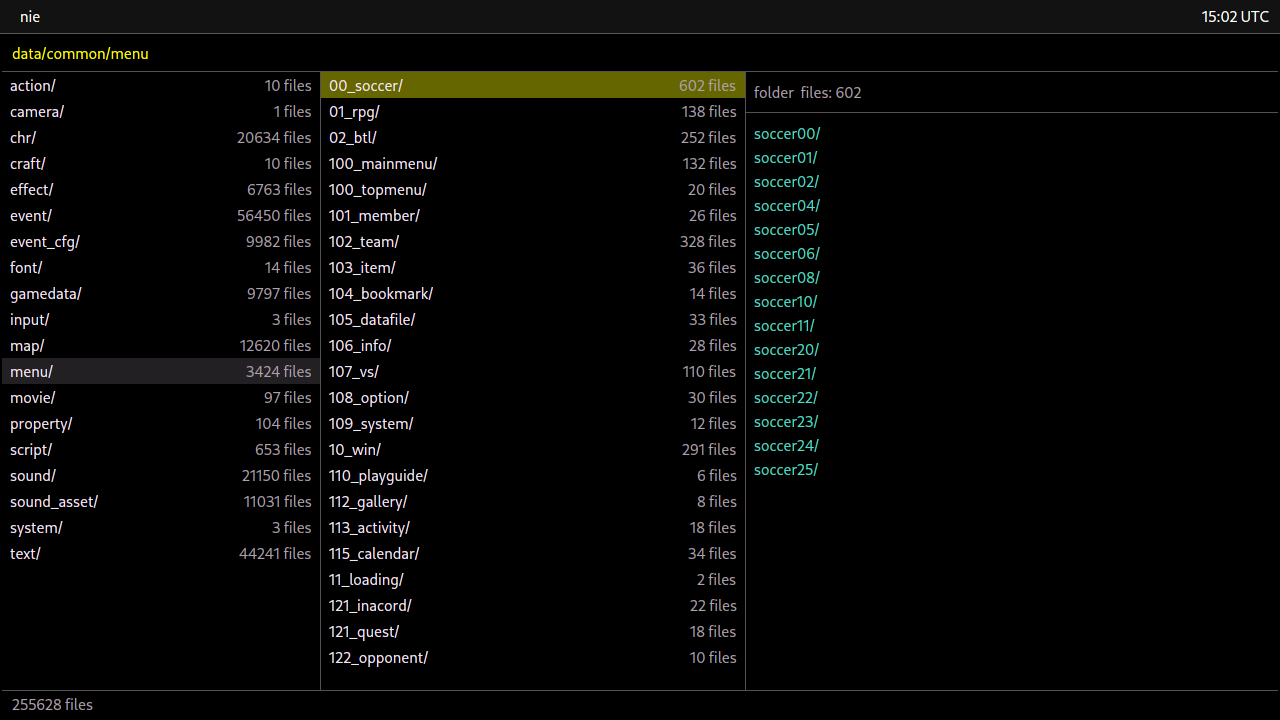 nie
15:02 UTC
data/common/menu
action/ 10 files
camera/ 1 files
chr/ 20634 files
craft/ 10 files
effect/ 6763 files
event/ 56450 files
event_cfg/ 9982 files
font/ 14 files
gamedata/ 9797 files
input/ 3 files
map/ 12620 files
menu/ 3424 files
movie/ 97 files
property/ 104 files
script/ 653 files
sound/ 21150 files
sound_asset/ 11031 files
system/ 3 files
text/ 44241 files
00_soccer/ 602 files
01_rpg/ 138 files
02_btl/ 252 files
100_mainmenu/ 132 files
100_topmenu/ 20 files
101_member/ 26 files
102_team/ 328 files
103_item/ 36 files
104_bookmark/ 14 files
105_datafile/ 33 files
106_info/ 28 files
107_vs/ 110 files
108_option/ 30 files
109_system/ 12 files
10_win/ 291 files
110_playguide/ 6 files
112_gallery/ 8 files
113_activity/ 18 files
115_calendar/ 34 files
11_loading/ 2 files
121_inacord/ 22 files
121_quest/ 18 files
122_opponent/ 10 files
folder files: 602
soccer00/
soccer01/
soccer02/
soccer04/
soccer05/
soccer06/
soccer08/
soccer10/
soccer11/
soccer20/
soccer21/
soccer22/
soccer23/
soccer24/
soccer25/
255628 files